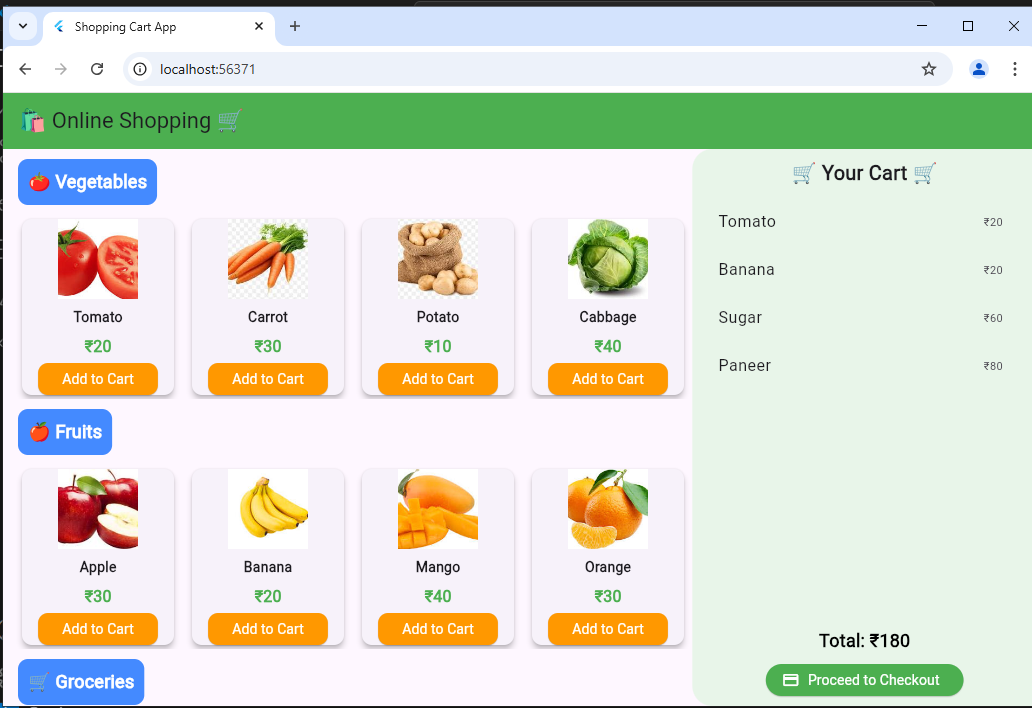 Shopping Cart App
localhost:56371
🛍️ Online Shopping 🛒
🍅 Vegetables
Tomato
₹20
Add to Cart
Carrot
₹30
Add to Cart
Potato
₹10
Add to Cart
Cabbage
₹40
Add to Cart
🍎 Fruits
Apple
₹30
Add to Cart
Banana
₹20
Add to Cart
Mango
₹40
Add to Cart
Orange
₹30
Add to Cart
🛒 Groceries
🛒 Your Cart 🛒
Tomato ₹20
Banana ₹20
Sugar ₹60
Paneer ₹80
Total: ₹180
Proceed to Checkout